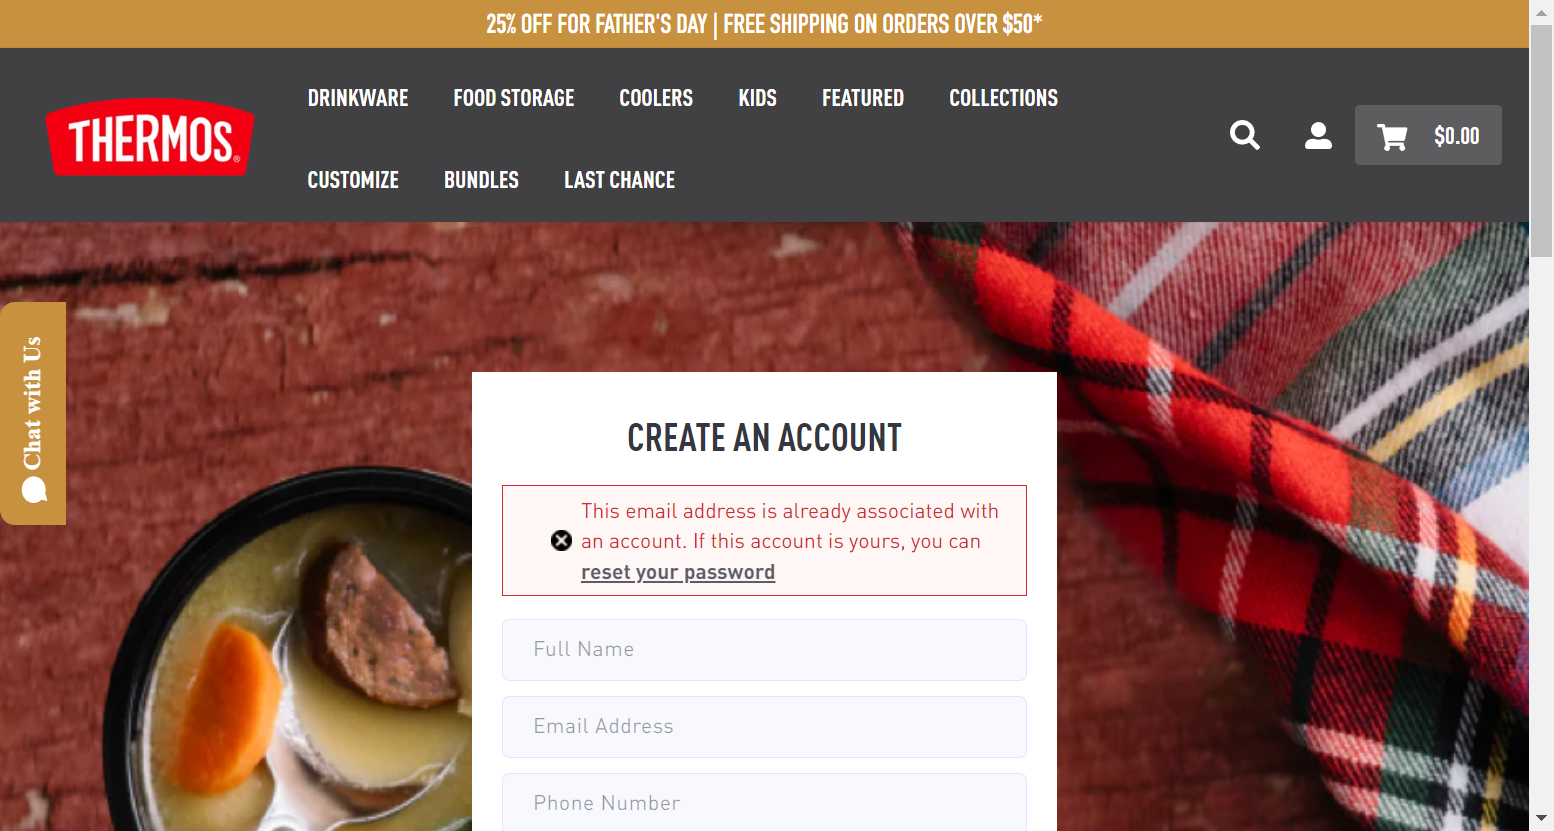 25% OFF FOR FATHER'S DAY | FREE SHIPPING ON ORDERS OVER $50*
THERMOS®
DRINKWARE FOOD STORAGE COOLERS KIDS FEATURED COLLECTIONS
CUSTOMIZE BUNDLES LAST CHANCE
$0.00
Chat with Us
CREATE AN ACCOUNT
This email address is already associated with
an account. If this account is yours, you can
reset your password
Full Name
Email Address
Phone Number